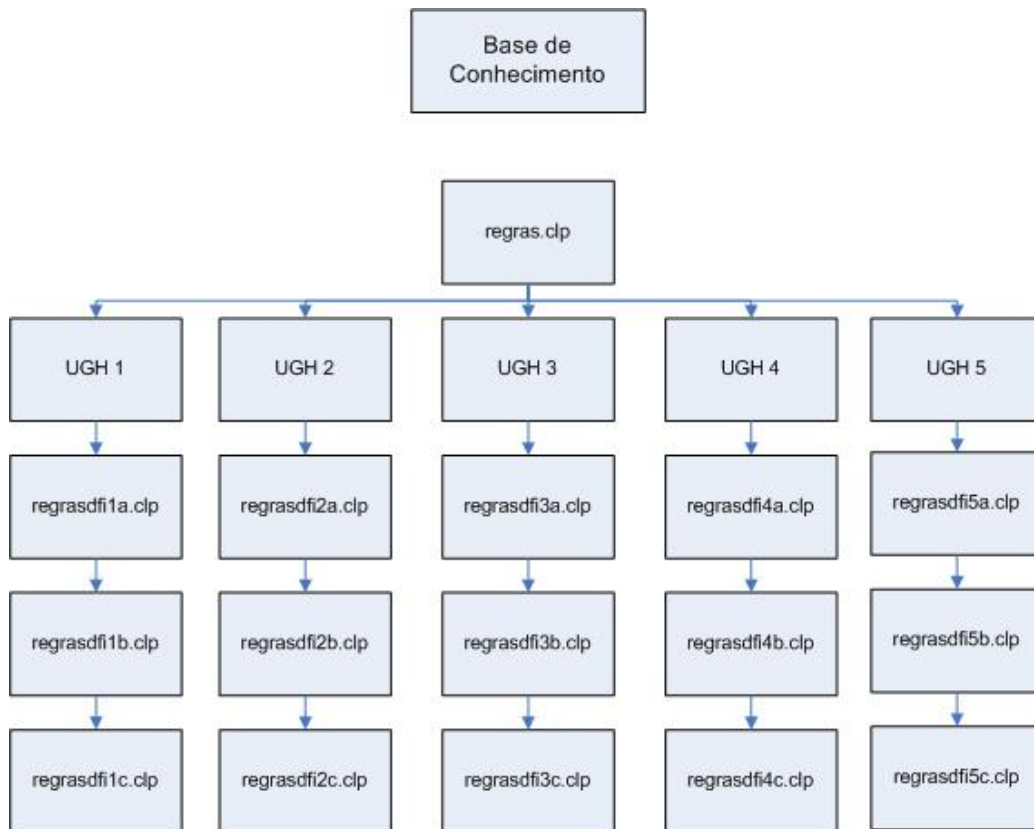 Base de
Conhecimento
regras.clp
UGH 1
UGH 2
UGH 3
UGH 4
UGH 5
regrasdfi1a.clp
regrasdfi2a.clp
regrasdfi3a.clp
regrasdfi4a.clp
regrasdfi5a.clp
regrasdfi1b.clp
regrasdfi2b.clp
regrasdfi3b.clp
regrasdfi4b.clp
regrasdfi5b.clp
regrasdfi1c.clp
regrasdfi2c.clp
regrasdfi3c.clp
regrasdfi4c.clp
regrasdfi5c.clp